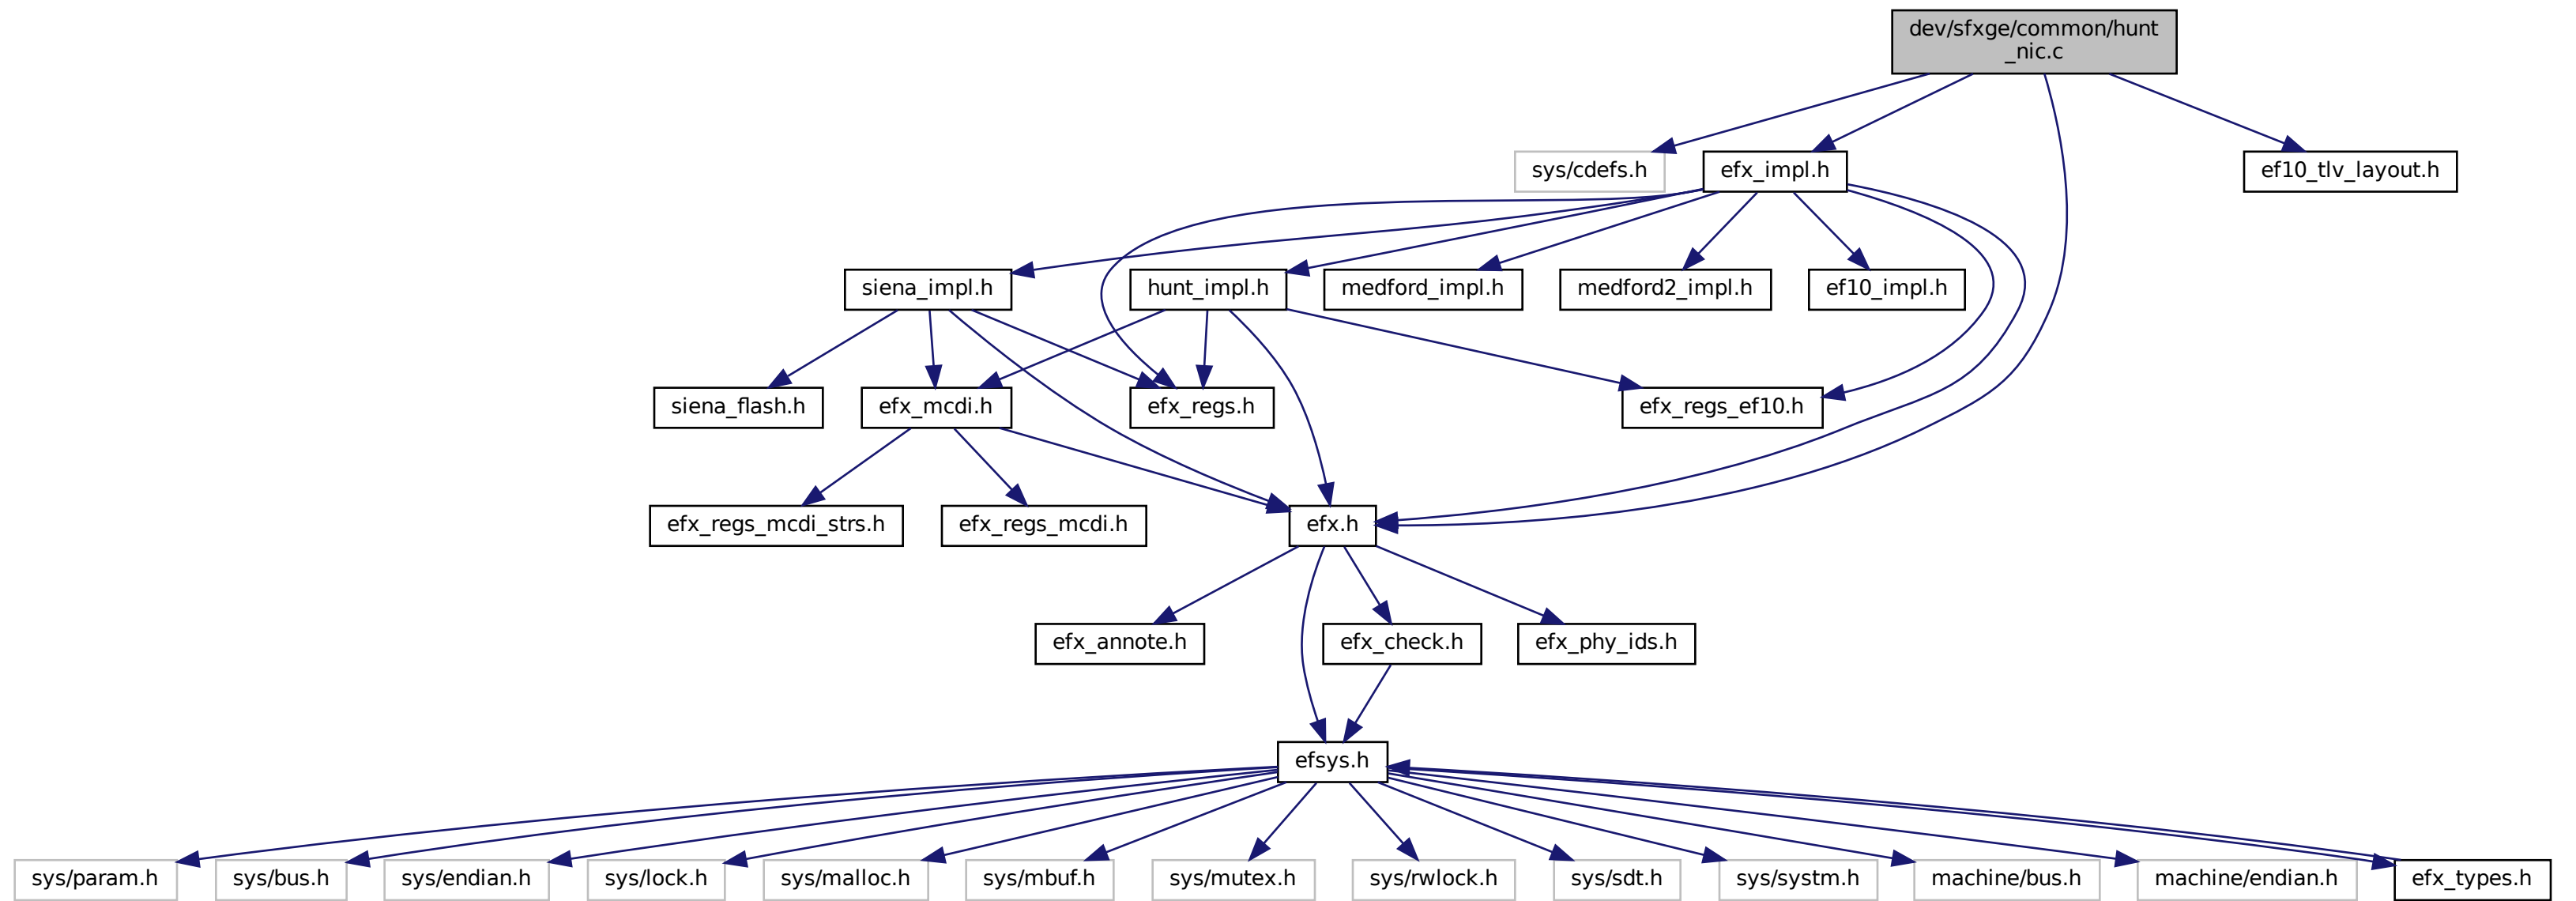 dev/sfxge/common/hunt
_nic.c
sys/cdefs.h
efx_impl.h
ef10_tlv_layout.h
siena_impl.h
hunt_impl.h
medford_impl.h
medford2_impl.h
ef10_impl.h
siena_flash.h
efx_mcdi.h
efx_regs.h
efx_regs_ef10.h
efx_regs_mcdi_strs.h
efx_regs_mcdi.h
efx.h
efx_annote.h
efx_check.h
efx_phy_ids.h
efsys.h
sys/param.h
sys/bus.h
sys/endian.h
sys/lock.h
sys/malloc.h
sys/mbuf.h
sys/mutex.h
sys/rwlock.h
sys/sdt.h
sys/systm.h
machine/bus.h
machine/endian.h
efx_types.h